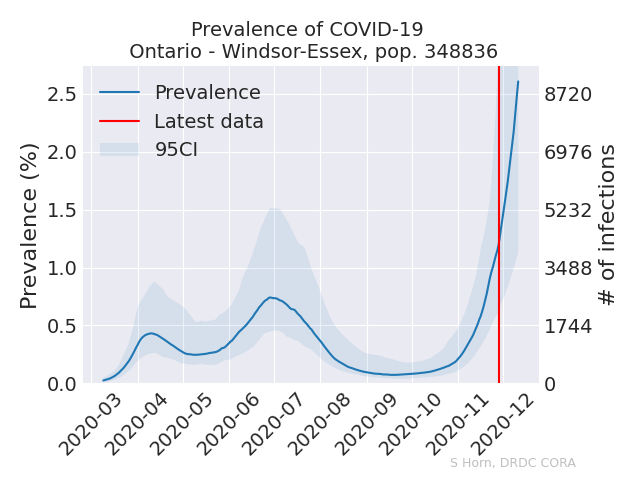 Prevalence of COVID-19
Ontario - Windsor-Essex, pop. 348836
Prevalence
Latest data
95CI
Prevalence (%)
2.5
2.0
1.5
1.0
0.5
0.0
8720
6976
5232
3488
1744
0
# of infections
2020-03
2020-04
2020-05
2020-06
2020-07
2020-08
2020-09
2020-10
2020-11
2020-12
S Horn, DRDC CORA